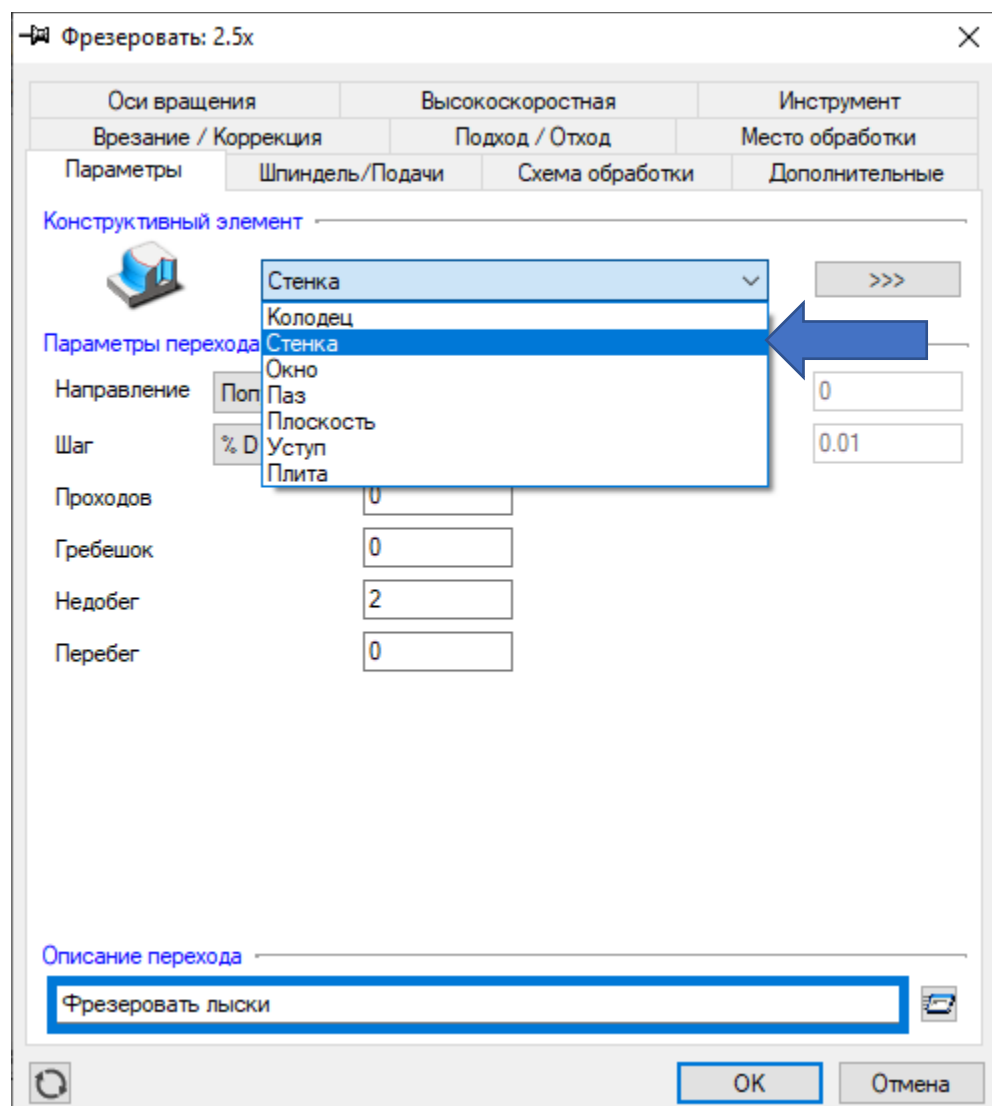 Фрезеровать: 2.5x
Оси вращения Высокоскоростная Инструмент
Врезание / Коррекция Подход / Отход Место обработки
Параметры Шпиндель/Подачи Схема обработки Дополнительные
Конструктивный элемент
Стенка >>>
Колодец
Параметры перехода Стенка
Окно
Направление Поп Паз 0
Плоскость
Шаг % D Уступ 0.01
Плита
Проходов 0
Гребешок 0
Недобег 2
Перебег 0
Описание перехода
Фрезеровать лыски
OK Отмена